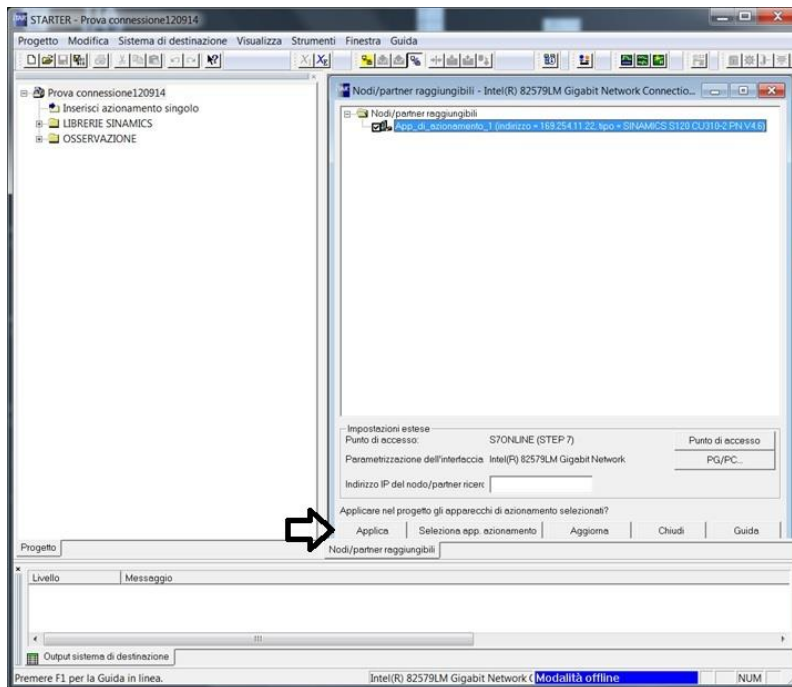 STARTER - Prova connessione120914
Progetto Modifica Sistema di destinazione Visualizza Strumenti Finestra Guida
Prova connessione120914
Inserisci azionamento singolo
LIBRERIE SINAMICS
OSSERVAZIONE
Progetto
Nodi/partner raggiungibili - Intel(R) 82579LM Gigabit Network Connectio...
Nodi/partner raggiungibili
App_di_azionamento_1 (indirizzo = 169.254.11.22, tipo = SINAMICS S120 CU310-2 PN V4.6)
Impostazioni estese
Punto di accesso: S7ONLINE (STEP 7) Punto di accesso
Parametrizzazione dell'interfaccia Intel(R) 82579LM Gigabit Network PG/PC...
Indirizzo IP del nodo/partner ricerc
Applicare nel progetto gli apparecchi di azionamento selezionati?
Applica Seleziona app. azionamento Aggiorna Chiudi Guida
Nodi/partner raggiungibili
Livello Messaggio
Output sistema di destinazione
Premere F1 per la Guida in linea. Intel(R) 82579LM Gigabit Network C Modalità offline NUM